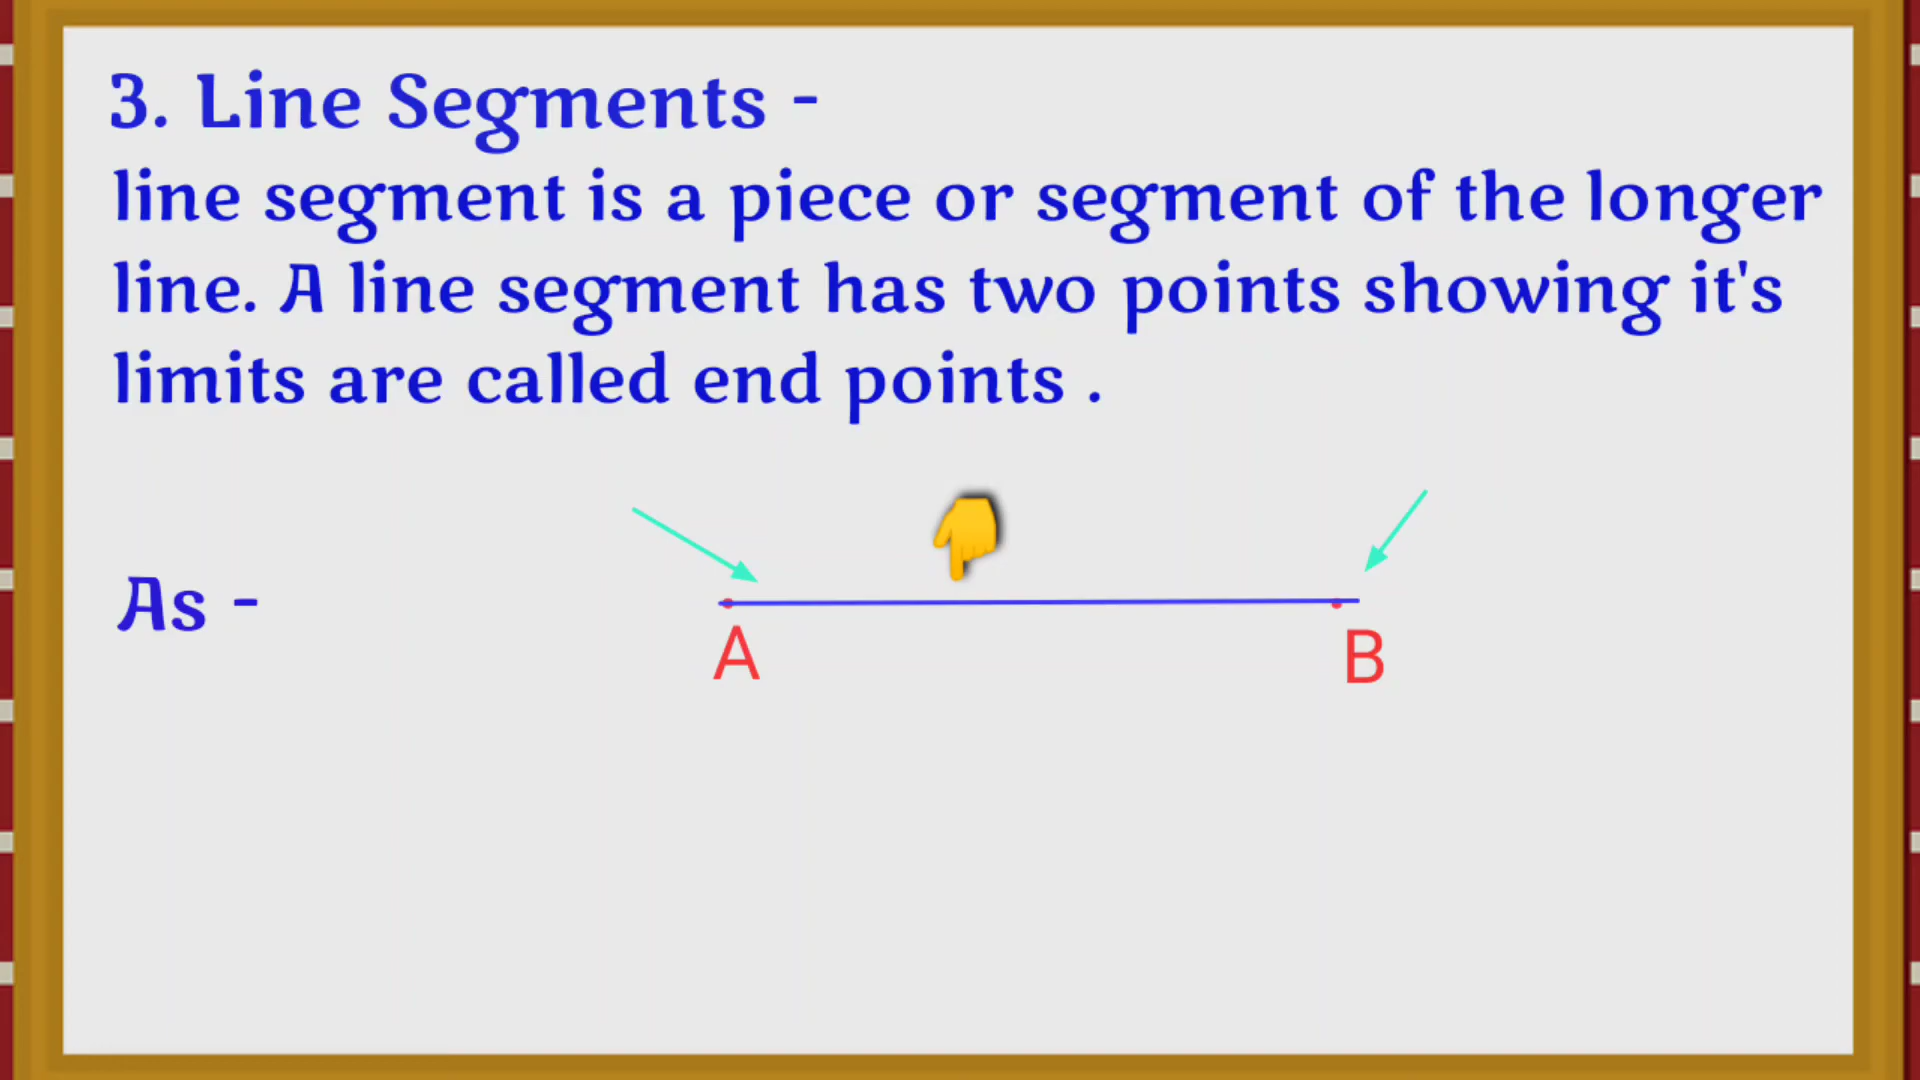 3. Line Segments -
line segment is a piece or segment of the longer
line. A line segment has two points showing it's
limits are called end points .
As -
A
B